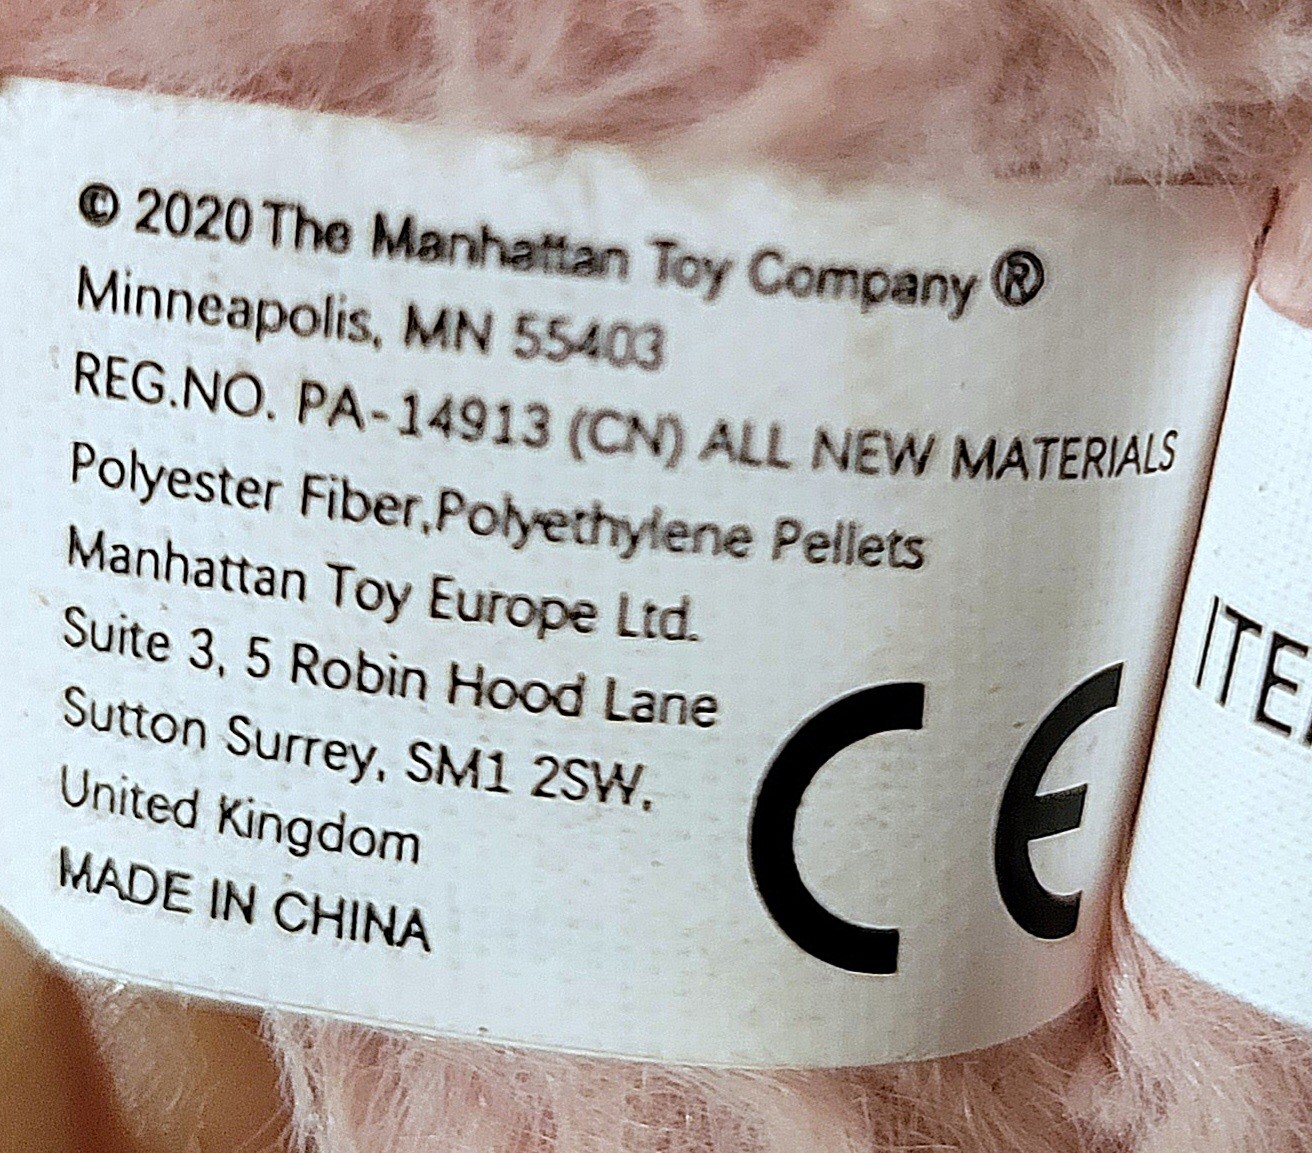 © 2020 The Manhattan Toy Company ®
Minneapolis, MN 55403
REG.NO. PA-14913 (CN) ALL NEW MATERIALS
Polyester Fiber,Polyethylene Pellets
Manhattan Toy Europe Ltd.
Suite 3, 5 Robin Hood Lane
Sutton Surrey, SM1 2SW,
United Kingdom
MADE IN CHINA
CE